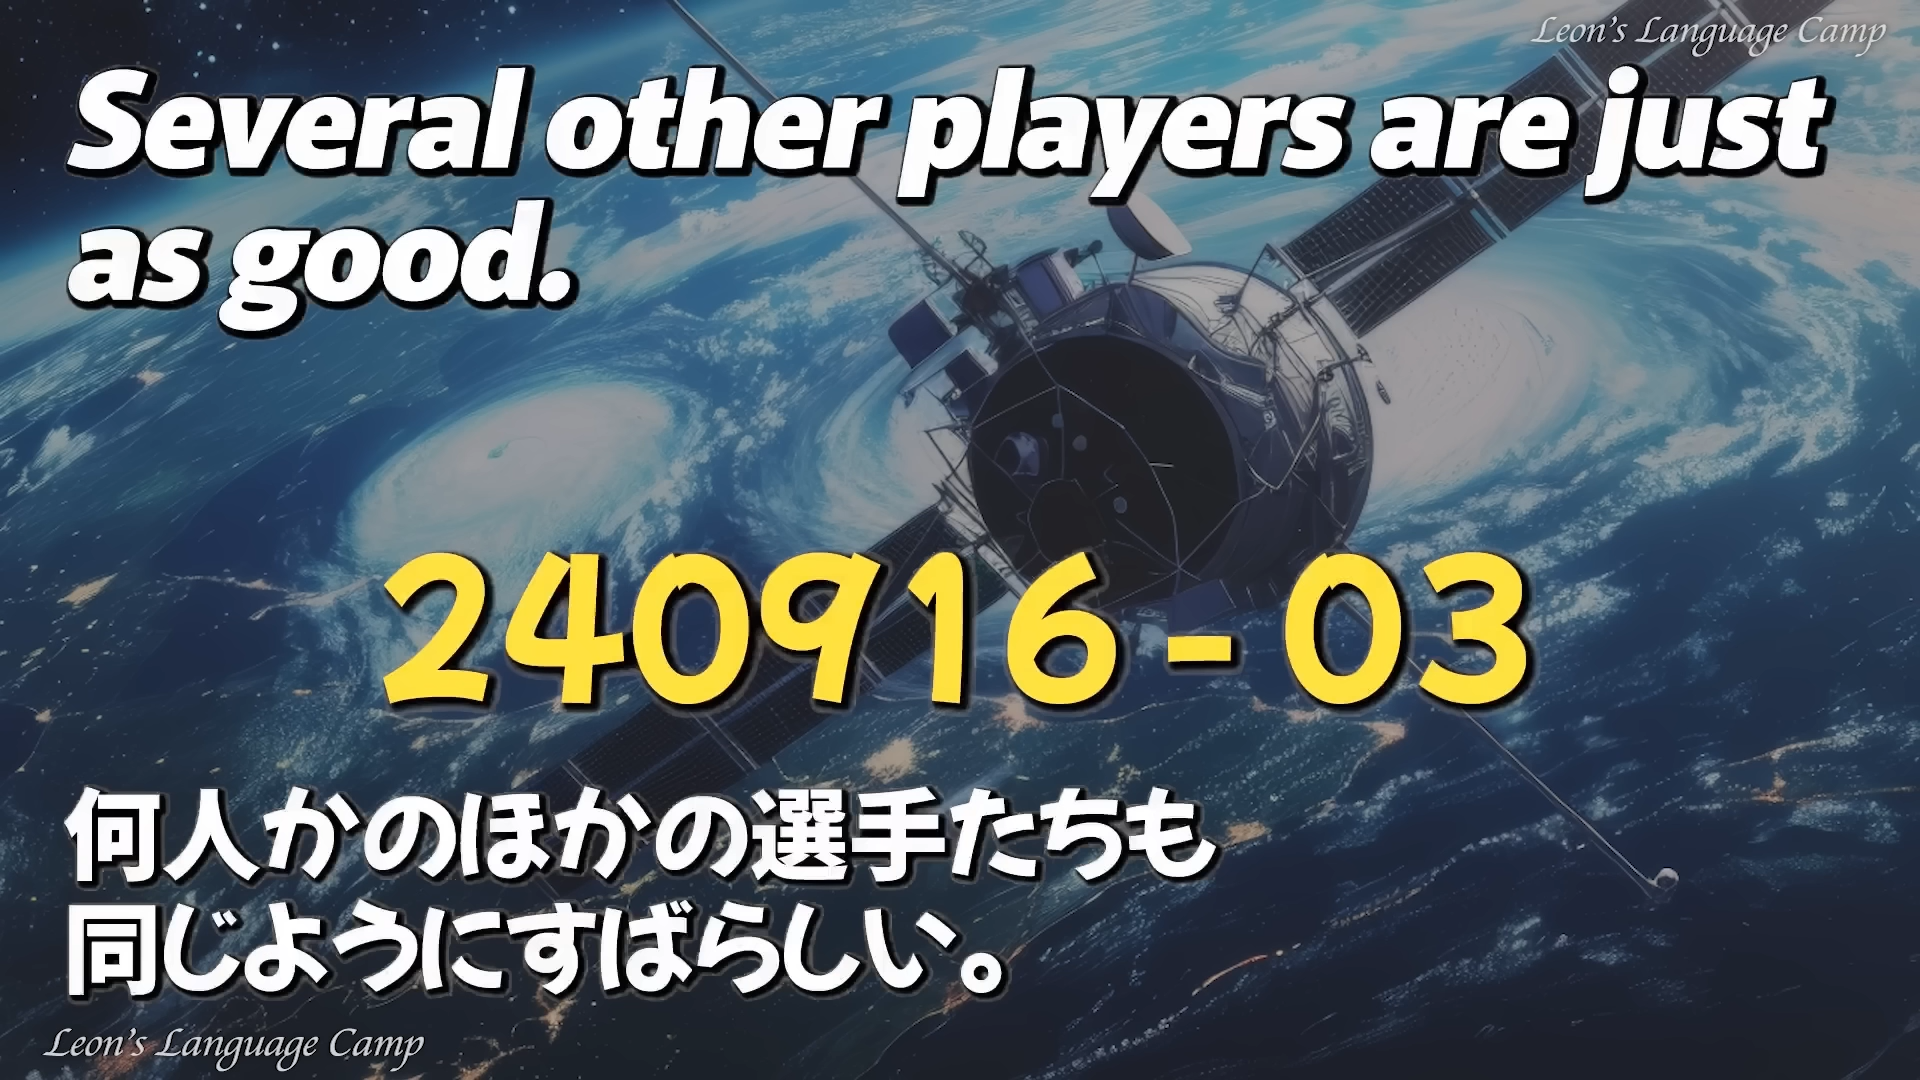 Leon's Language Camp
Several other players are just
as good.
240916-03
何人かのほかの選手たちも
同じようにすばらしい。
Leon's Language Camp